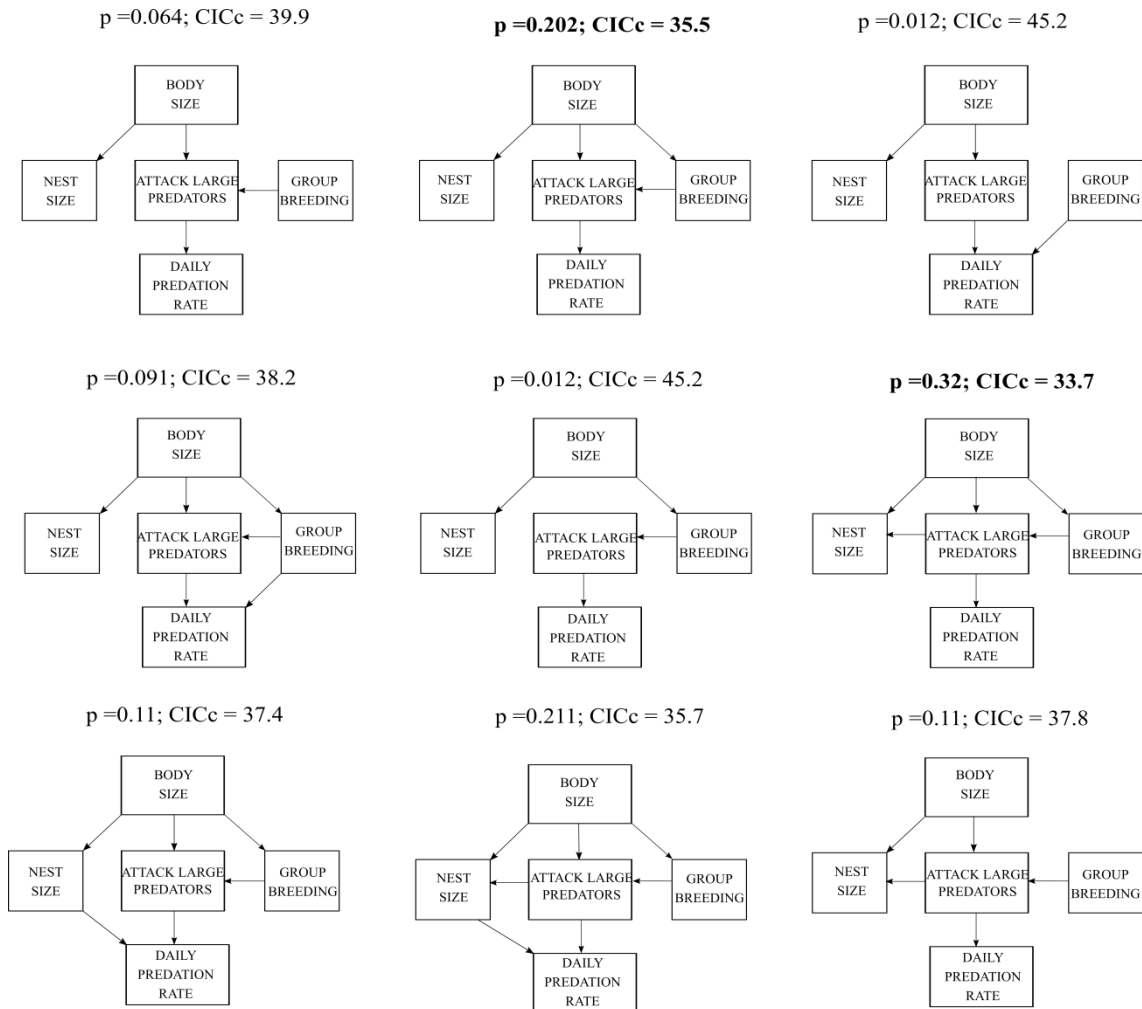 p =0.064; CICc = 39.9
p =0.202; CICc = 35.5
p =0.012; CICc = 45.2
BODY
SIZE
NEST
SIZE
ATTACK LARGE
PREDATORS
GROUP
BREEDING
DAILY
PREDATION
RATE
BODY
SIZE
NEST
SIZE
ATTACK LARGE
PREDATORS
GROUP
BREEDING
DAILY
PREDATION
RATE
BODY
SIZE
NEST
SIZE
ATTACK LARGE
PREDATORS
GROUP
BREEDING
DAILY
PREDATION
RATE
p =0.091; CICc = 38.2
p =0.012; CICc = 45.2
p =0.32; CICc = 33.7
BODY
SIZE
NEST
SIZE
ATTACK LARGE
PREDATORS
GROUP
BREEDING
DAILY
PREDATION
RATE
BODY
SIZE
NEST
SIZE
ATTACK LARGE
PREDATORS
GROUP
BREEDING
DAILY
PREDATION
RATE
BODY
SIZE
NEST
SIZE
ATTACK LARGE
PREDATORS
GROUP
BREEDING
DAILY
PREDATION
RATE
p =0.11; CICc = 37.4
p =0.211; CICc = 35.7
p =0.11; CICc = 37.8
BODY
SIZE
NEST
SIZE
ATTACK LARGE
PREDATORS
GROUP
BREEDING
DAILY
PREDATION
RATE
BODY
SIZE
NEST
SIZE
ATTACK LARGE
PREDATORS
GROUP
BREEDING
DAILY
PREDATION
RATE
BODY
SIZE
NEST
SIZE
ATTACK LARGE
PREDATORS
GROUP
BREEDING
DAILY
PREDATION
RATE